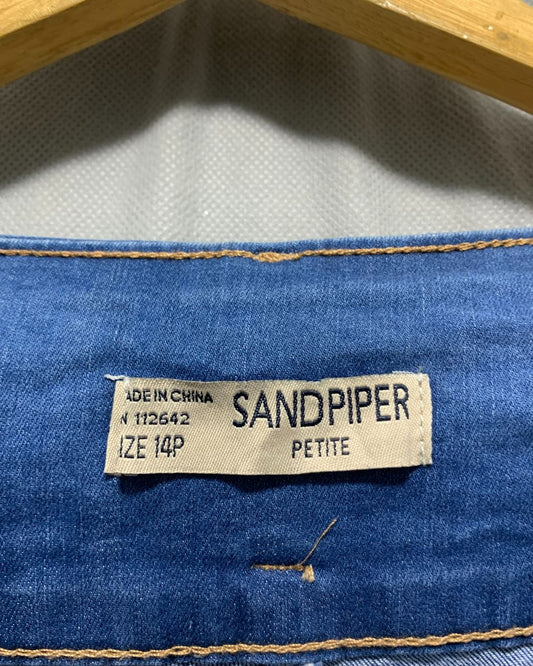 ADE IN CHINA
N 112642
IZE 14P
SANDPIPER
PETITE